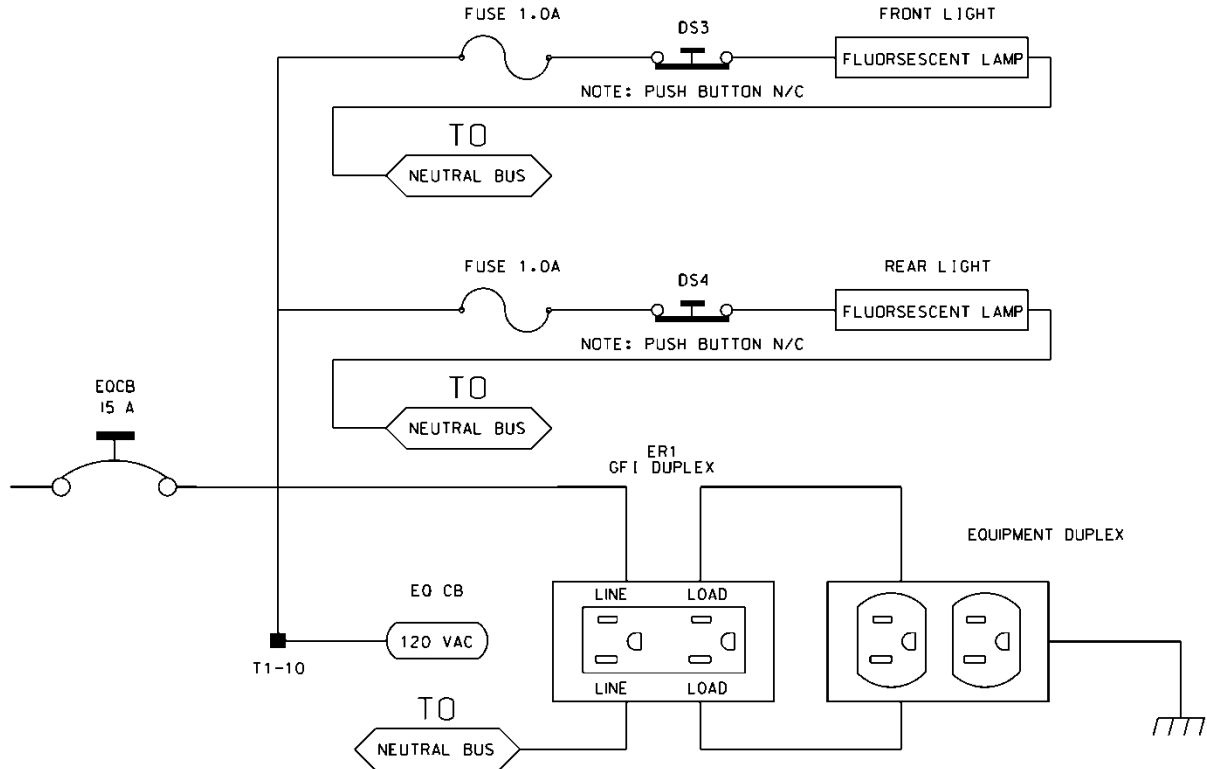 FUSE 1.0A
DS3
FRONT LIGHT
FLUORSESCENT LAMP
NOTE: PUSH BUTTON N/C
TO
NEUTRAL BUS
FUSE 1.0A
DS4
REAR LIGHT
FLUORSESCENT LAMP
NOTE: PUSH BUTTON N/C
TO
NEUTRAL BUS
EQCB
15 A
ER1
GFI DUPLEX
EQUIPMENT DUPLEX
LINE LOAD
EQ CB
120 VAC
T1-10
LINE LOAD
TO
NEUTRAL BUS